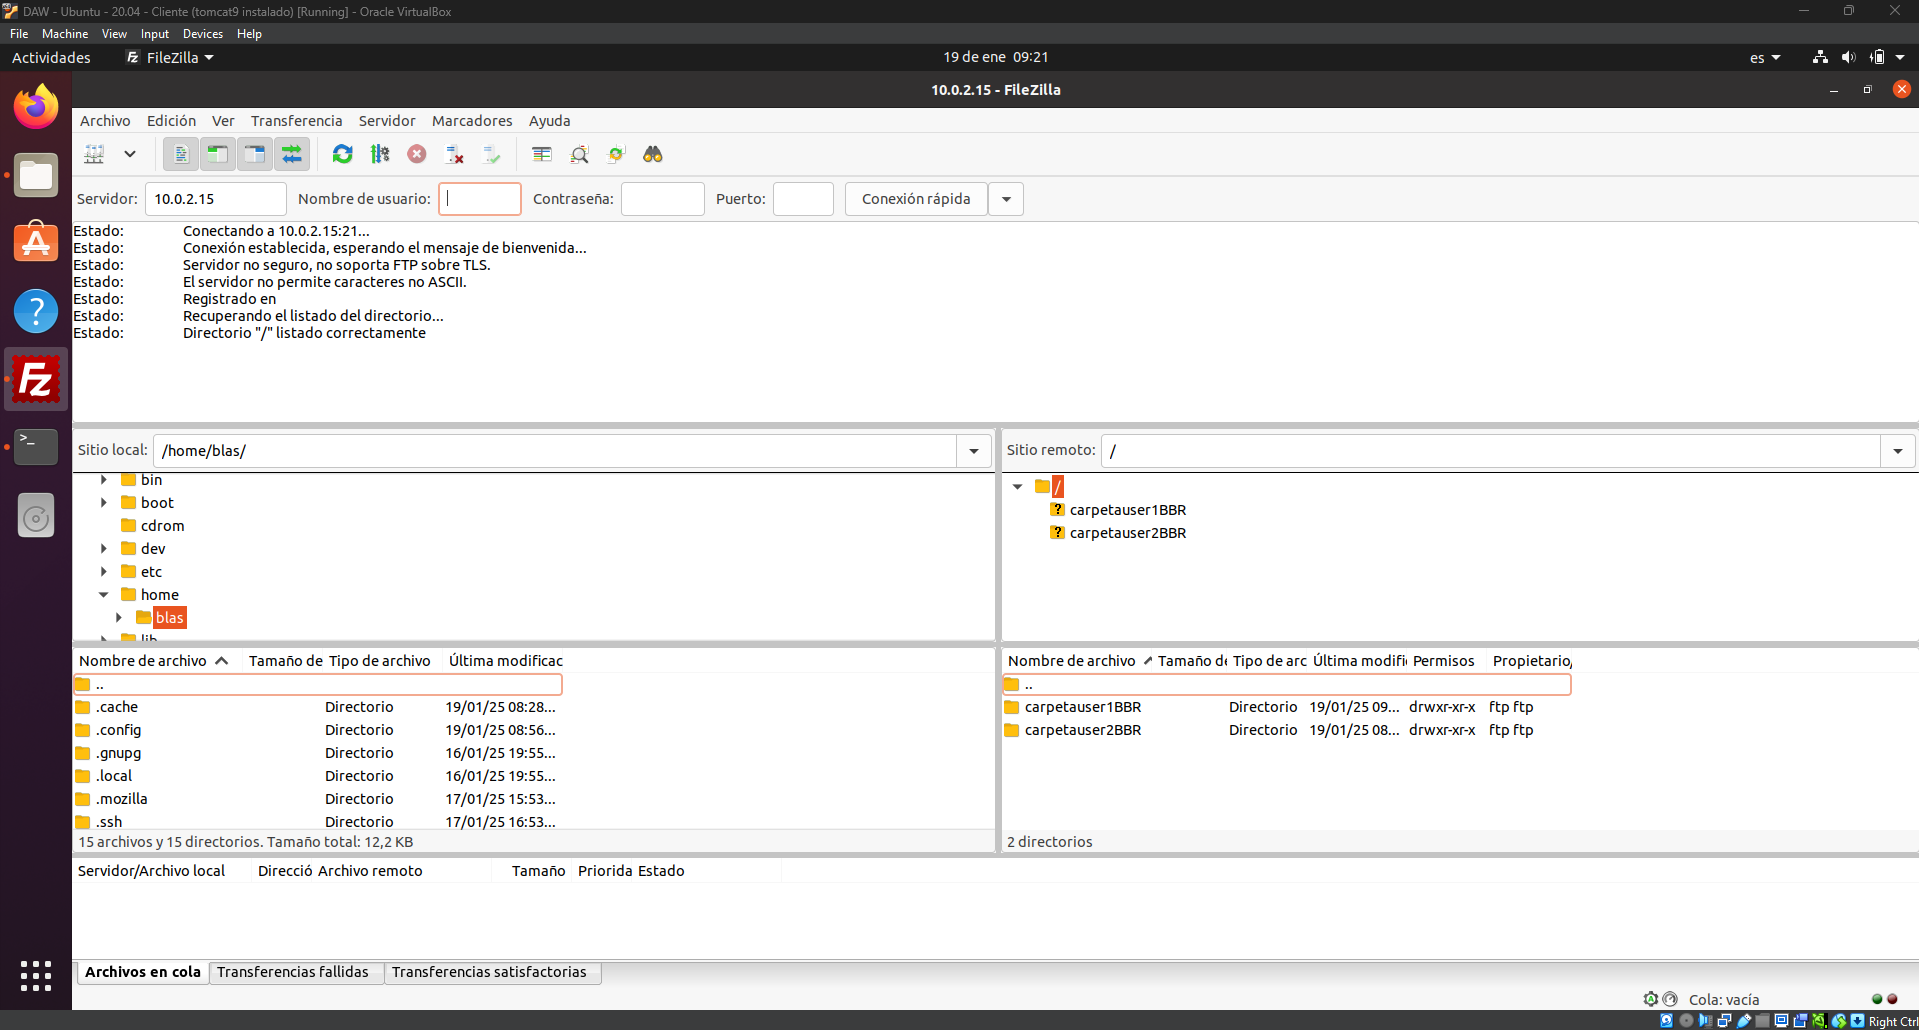 DAW - Ubuntu - 20.04 - Cliente (tomcat9 instalado) [Running] - Oracle VirtualBox
File Machine View Input Devices Help
Actividades FileZilla 19 de ene 09:21 es
10.0.2.15 - FileZilla
Archivo Edición Ver Transferencia Servidor Marcadores Ayuda
Servidor: 10.0.2.15 Nombre de usuario: Contraseña: Puerto: Conexión rápida
Estado: Conectando a 10.0.2.15:21...
Estado: Conexión establecida, esperando el mensaje de bienvenida...
Estado: Servidor no seguro, no soporta FTP sobre TLS.
Estado: El servidor no permite caracteres no ASCII.
Estado: Registrado en
Estado: Recuperando el listado del directorio...
Estado: Directorio "/" listado correctamente
Sitio local: /home/blas/
bin
boot
cdrom
dev
etc
home
blas
lib
Sitio remoto: /
/
carpetauser1BBR
carpetauser2BBR
Nombre de archivo Tamaño de Tipo de archivo Última modificac
..
.cache Directorio 19/01/25 08:28...
.config Directorio 19/01/25 08:56...
.gnupg Directorio 16/01/25 19:55...
.local Directorio 16/01/25 19:55...
.mozilla Directorio 17/01/25 15:53...
.ssh Directorio 17/01/25 16:53...
15 archivos y 15 directorios. Tamaño total: 12,2 KB
Nombre de archivo Tamaño de Tipo de arc Última modifi Permisos Propietario/
..
carpetauser1BBR Directorio 19/01/25 09... drwxr-xr-x ftp ftp
carpetauser2BBR Directorio 19/01/25 08... drwxr-xr-x ftp ftp
2 directorios
Servidor/Archivo local Direcció Archivo remoto Tamaño Priorida Estado
Archivos en cola Transferencias fallidas Transferencias satisfactorias
Cola: vacía
Right Ctrl